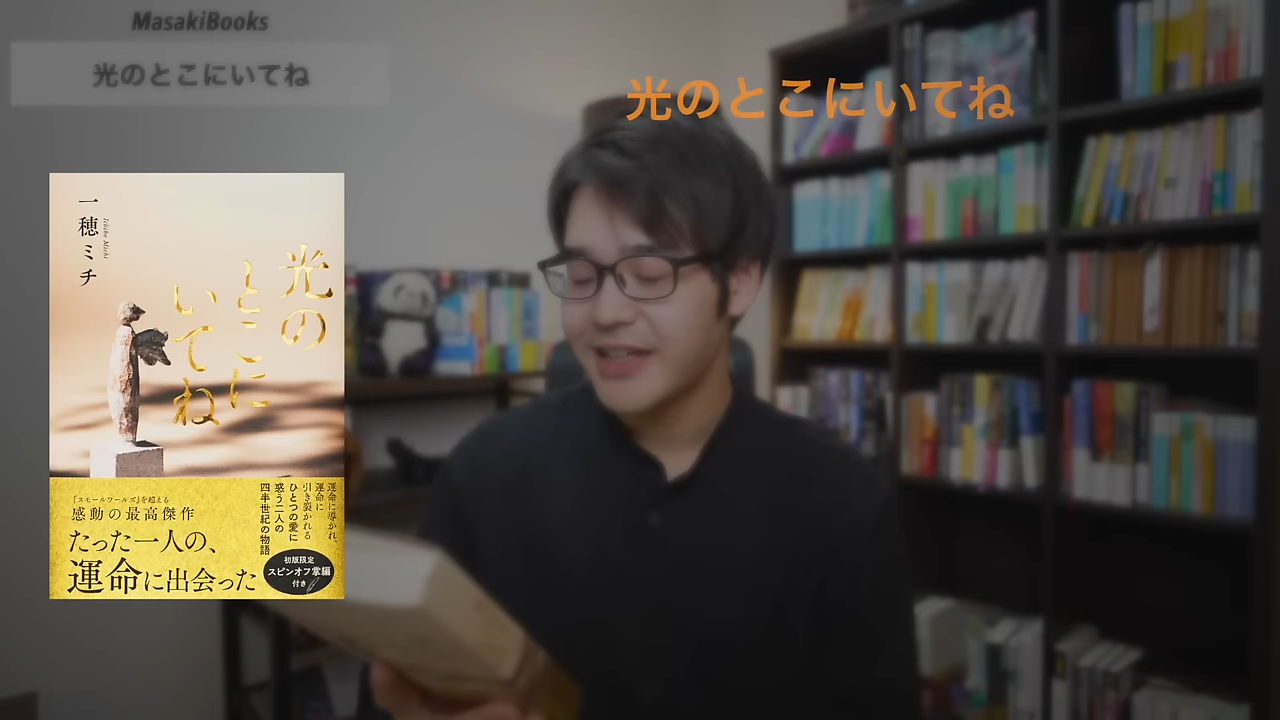 MasakiBooks
光のとこにいてね
光のとこにいてね
一穂ミチ
Ichiho Michi
光の
とこに
いてね
『スモールワールズ』を超える
感動の最高傑作
たった一人の、
運命に出会った
運命に導かれ、
運命に
引き裂かれる
ひとつの愛に
惑う二人の
四半世紀の物語
初版限定
スピンオフ掌編
付き